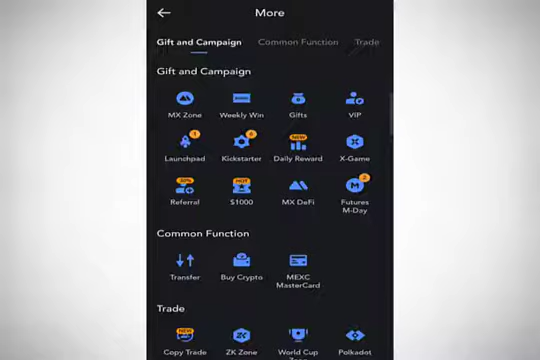 More
Gift and Campaign Common Function Trade
Gift and Campaign
MX Zone Weekly Win Gifts VIP
1 6 NEW
Launchpad Kickstarter Daily Reward X-Game
HOT 2
Referral $1000 MX DeFi Futures
M-Day
Common Function
Transfer Buy Crypto MEXC
MasterCard
Trade
NEW
Copy Trade ZK Zone World Cup Polkadot